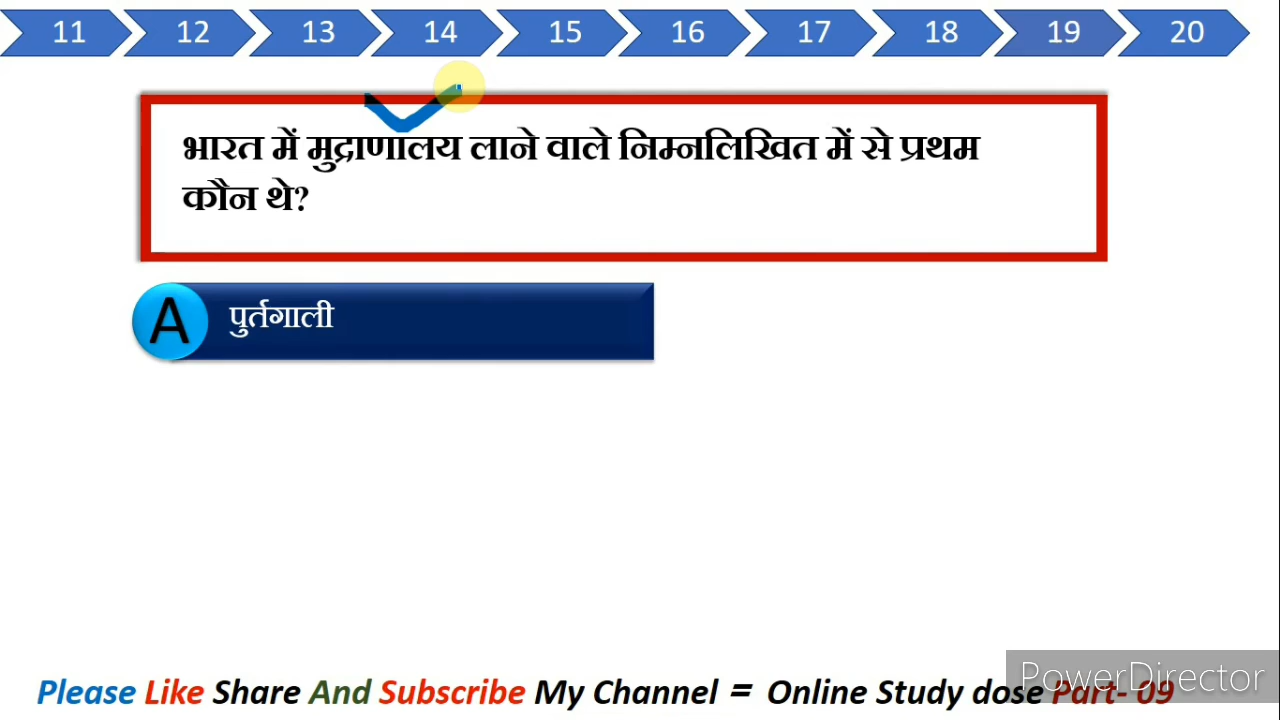 11 12 13 14 15 16 17 18 19 20
भारत में मुद्राणालय लाने वाले निम्नलिखित में से प्रथम
कौन थे?
A पुर्तगाली
PowerDirector
Please Like Share And Subscribe My Channel = Online Study dose Part- 09